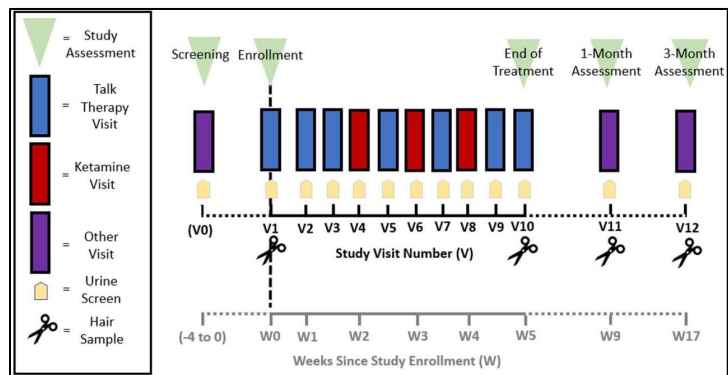 = Study
Assessment
= Talk
Therapy
Visit
= Ketamine
Visit
= Other
Visit
= Urine
Screen
= Hair
Sample
Screening
Enrollment
End of
Treatment
1-Month
Assessment
3-Month
Assessment
(V0) V1 V2 V3 V4 V5 V6 V7 V8 V9 V10 V11 V12
Study Visit Number (V)
(-4 to 0) W0 W1 W2 W3 W4 W5 W9 W17
Weeks Since Study Enrollment (W)